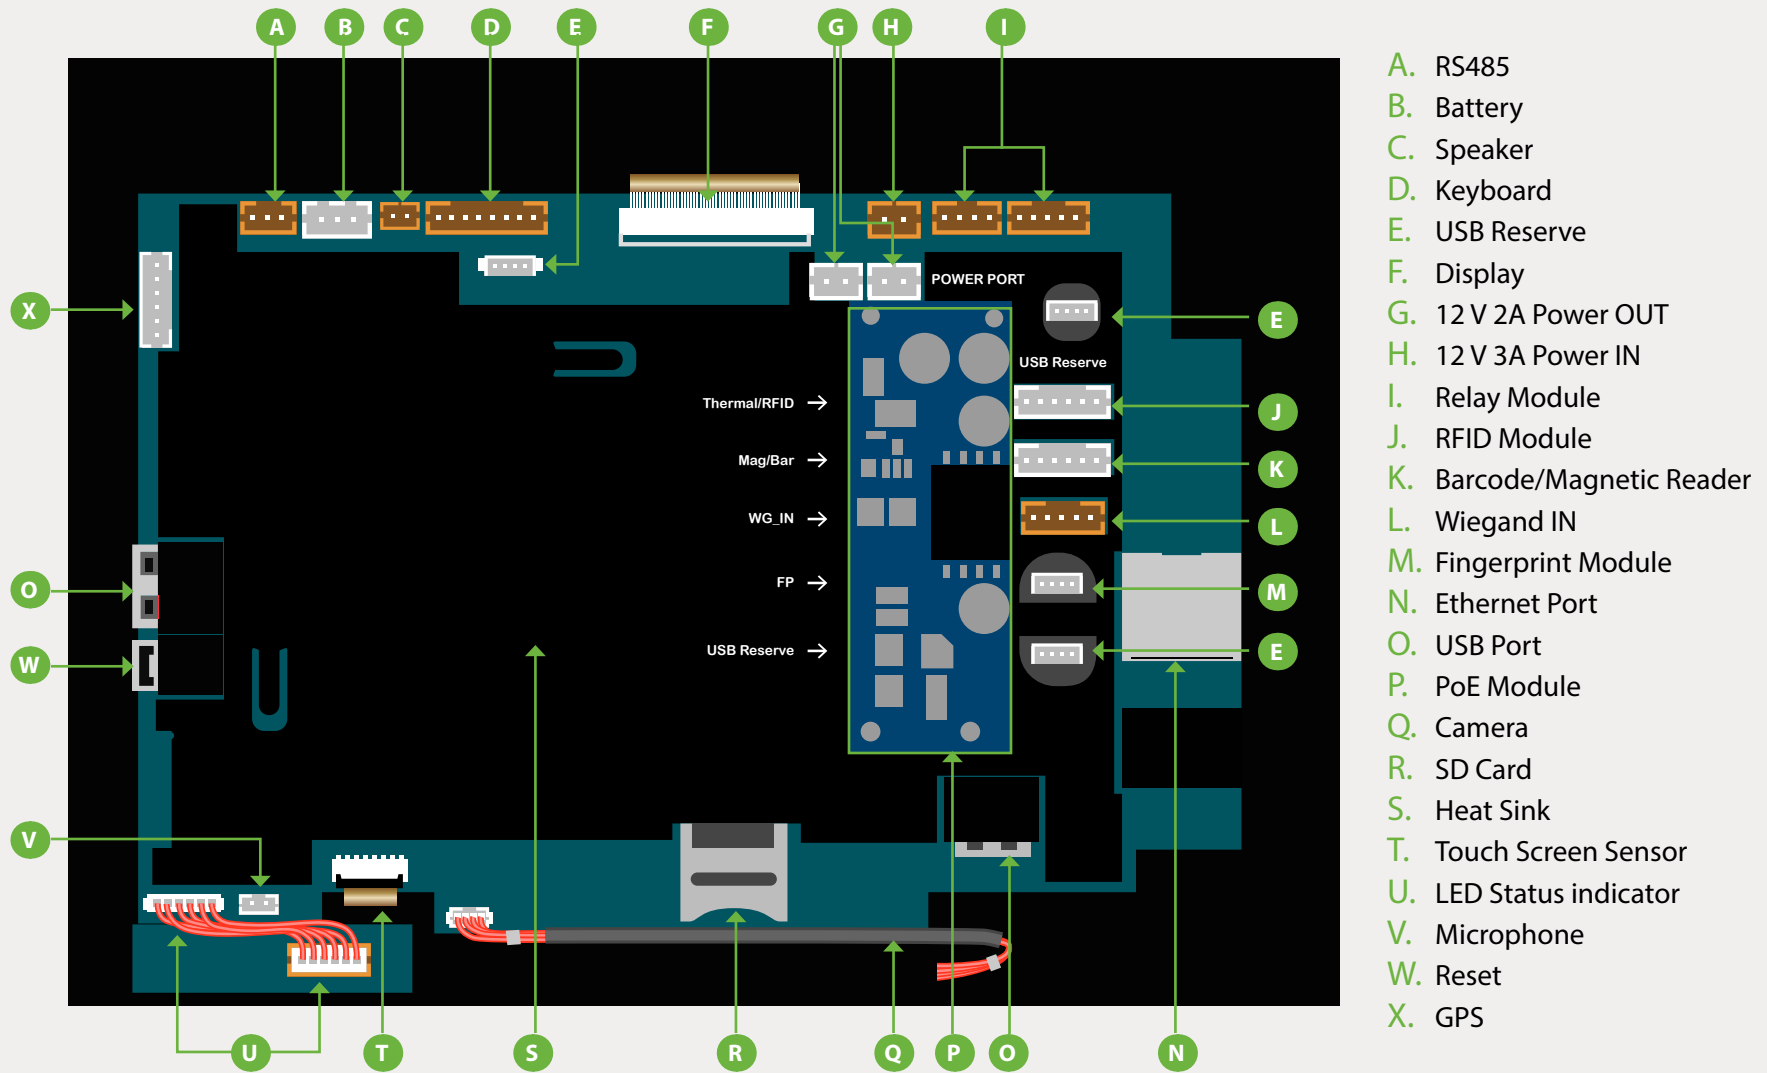 A B C D E F G H I
A. RS485
B. Battery
C. Speaker
D. Keyboard
E. USB Reserve
F. Display
G. 12 V 2A Power OUT
H. 12 V 3A Power IN
I. Relay Module
J. RFID Module
K. Barcode/Magnetic Reader
L. Wiegand IN
M. Fingerprint Module
N. Ethernet Port
O. USB Port
P. PoE Module
Q. Camera
R. SD Card
S. Heat Sink
T. Touch Screen Sensor
U. LED Status indicator
V. Microphone
W. Reset
X. GPS
POWER PORT
X
E
USB Reserve
Thermal/RFID →
J
Mag/Bar →
K
WG_IN →
L
FP →
O
M
USB Reserve →
E
W
V
U T S R Q P O N